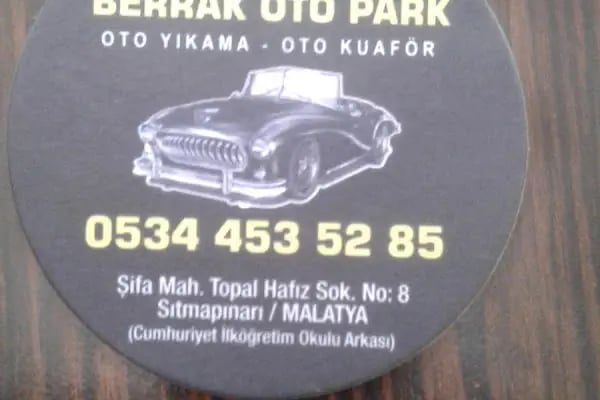 BERRAK OTO PARK
OTO YIKAMA - OTO KUAFÖR
0534 453 52 85
Şifa Mah. Topal Hafız Sok. No: 8
Sıtmapınarı / MALATYA
(Cumhuriyet İlköğretim Okulu Arkası)